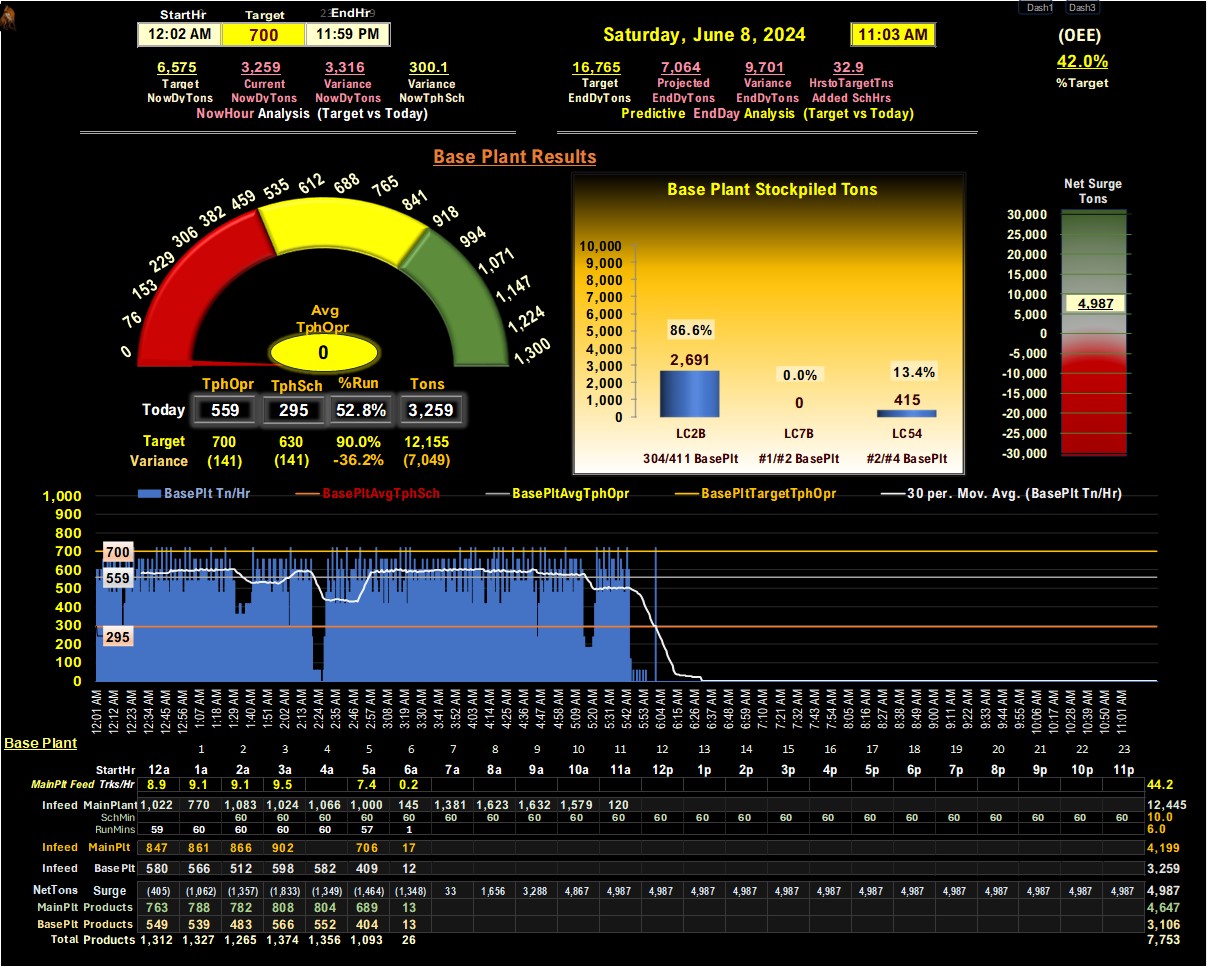 Dash1 Dash3
StartHr Target EndHr
12:02 AM 700 11:59 PM
Saturday, June 8, 2024 11:03 AM
(OEE)
42.0%
%Target
6,575 3,259 3,316 300.1
Target Current Variance Variance
NowDyTons NowDyTons NowDyTons NowTphSch
NowHour Analysis (Target vs Today)
16,765 7,064 9,701 32.9
Target Projected Variance HrstoTargetTns
EndDyTons EndDyTons EndDyTons Added SchHrs
Predictive EndDay Analysis (Target vs Today)
Base Plant Results
0 76 153 229 306 382 459 535 612 688 765 841 918 994 1,071 1,147 1,224 1,300
Avg
TphOpr
0
TphOpr TphSch %Run Tons
Today 559 295 52.8% 3,259
Target 700 630 90.0% 12,155
Variance (141) (141) -36.2% (7,049)
Base Plant Stockpiled Tons
10,000
9,000
8,000
7,000
6,000
5,000
4,000
3,000
2,000
1,000
0
86.6% 0.0% 13.4%
2,691 0 415
LC2B LC7B LC54
304/411 BasePlt #1/#2 BasePlt #2/#4 BasePlt
Net Surge
Tons
30,000
25,000
20,000
15,000
10,000
5,000
0
-5,000
-10,000
-15,000
-20,000
-25,000
-30,000
4,987
BasePlt Tn/Hr BasePltAvgTphSch BasePltAvgTphOpr BasePltTargetTphOpr 30 per. Mov. Avg. (BasePlt Tn/Hr)
1,000
900
800
700
600
500
400
300
200
100
0
700
559
295
12:01 AM 12:12 AM 12:23 AM 12:34 AM 12:45 AM 12:56 AM 1:07 AM 1:18 AM 1:29 AM 1:40 AM 1:51 AM 2:02 AM 2:13 AM 2:24 AM 2:35 AM 2:46 AM 2:57 AM 3:08 AM 3:19 AM 3:30 AM 3:41 AM 3:52 AM 4:03 AM 4:14 AM 4:25 AM 4:36 AM 4:47 AM 4:58 AM 5:09 AM 5:20 AM 5:31 AM 5:42 AM 5:53 AM 6:04 AM 6:15 AM 6:26 AM 6:37 AM 6:48 AM 6:59 AM 7:10 AM 7:21 AM 7:32 AM 7:43 AM 7:54 AM 8:05 AM 8:16 AM 8:27 AM 8:38 AM 8:49 AM 9:00 AM 9:11 AM 9:22 AM 9:33 AM 9:44 AM 9:55 AM 10:06 AM 10:17 AM 10:28 AM 10:39 AM 10:50 AM 11:01 AM
Base Plant
1 2 3 4 5 6 7 8 9 10 11 12 13 14 15 16 17 18 19 20 21 22 23
StartHr 12a 1a 2a 3a 4a 5a 6a 7a 8a 9a 10a 11a 12p 1p 2p 3p 4p 5p 6p 7p 8p 9p 10p 11p
MainPlt Feed Trks/Hr 8.9 9.1 9.1 9.5 7.4 0.2 44.2
Infeed MainPlant 1,022 770 1,083 1,024 1,066 1,000 145 1,381 1,623 1,632 1,579 120 12,445
SchMin 60 60 60 60 60 60 60 60 60 60 60 60 60 60 60 60 60 60 60 60 60 60 10.0
RunMins 59 60 60 60 60 57 1 6.0
Infeed MainPlt 847 861 866 902 706 17 4,199
Infeed Base Plt 580 566 512 598 582 409 12 3,259
NetTons Surge (405) (1,062) (1,357) (1,833) (1,349) (1,464) (1,348) 33 1,656 3,288 4,867 4,987 4,987 4,987 4,987 4,987 4,987 4,987 4,987 4,987 4,987 4,987 4,987 4,987 4,987
MainPlt Products 763 788 782 808 804 689 13 4,647
BasePlt Products 549 539 483 566 552 404 13 3,106
Total Products 1,312 1,327 1,265 1,374 1,356 1,093 26 7,753